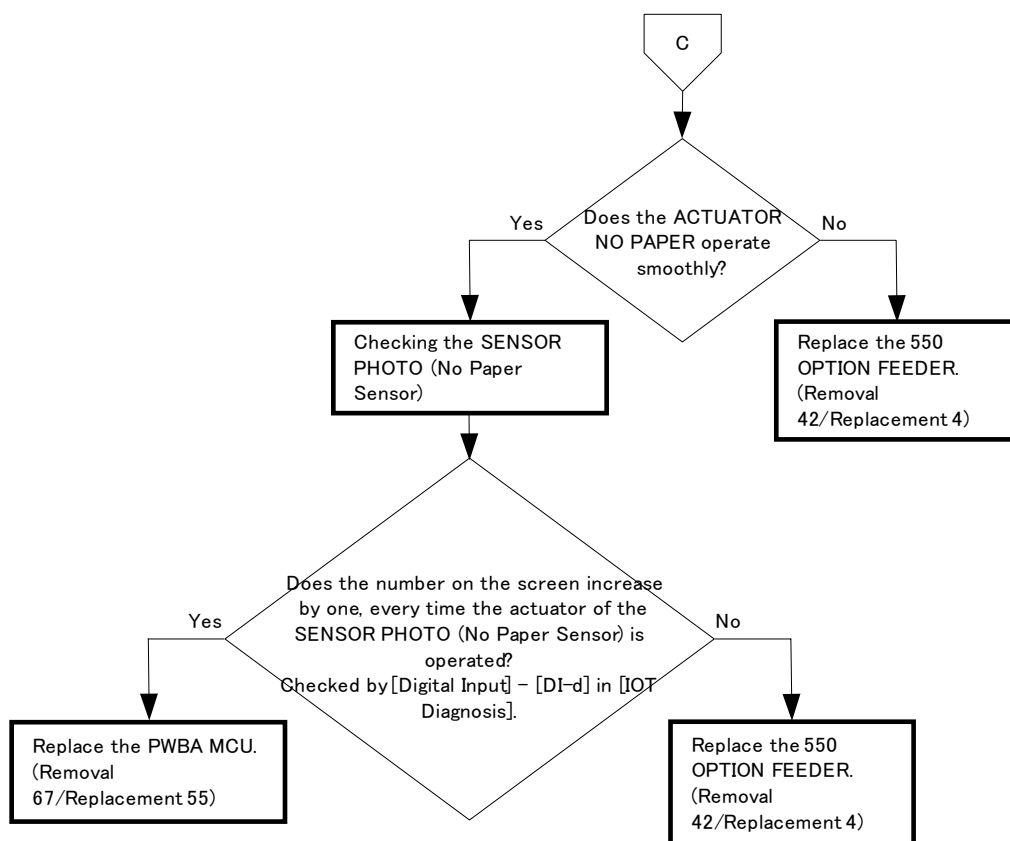 C
Does the ACTUATOR
NO PAPER operate
smoothly?
Yes
No
Checking the SENSOR
PHOTO (No Paper
Sensor)
Replace the 550
OPTION FEEDER.
(Removal
42/Replacement 4)
Does the number on the screen increase
by one, every time the actuator of the
SENSOR PHOTO (No Paper Sensor) is
operated?
Checked by [Digital Input] - [DI-d] in [IOT
Diagnosis].
Yes
No
Replace the PWBA MCU.
(Removal
67/Replacement 55)
Replace the 550
OPTION FEEDER.
(Removal
42/Replacement 4)